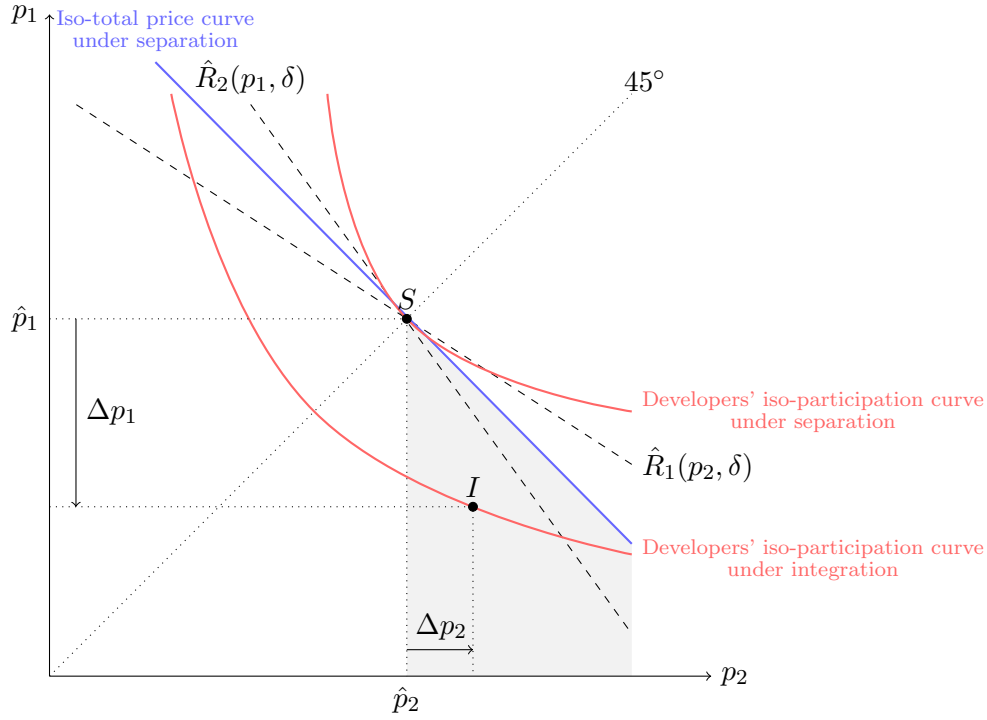 p₁
Iso-total price curve
under separation
R̂₂(p₁, δ)
45°
S
p̂₁
Δp₁
Developers' iso-participation curve
under separation
R̂₁(p₂, δ)
I
Developers' iso-participation curve
under integration
Δp₂
p₂
p̂₂